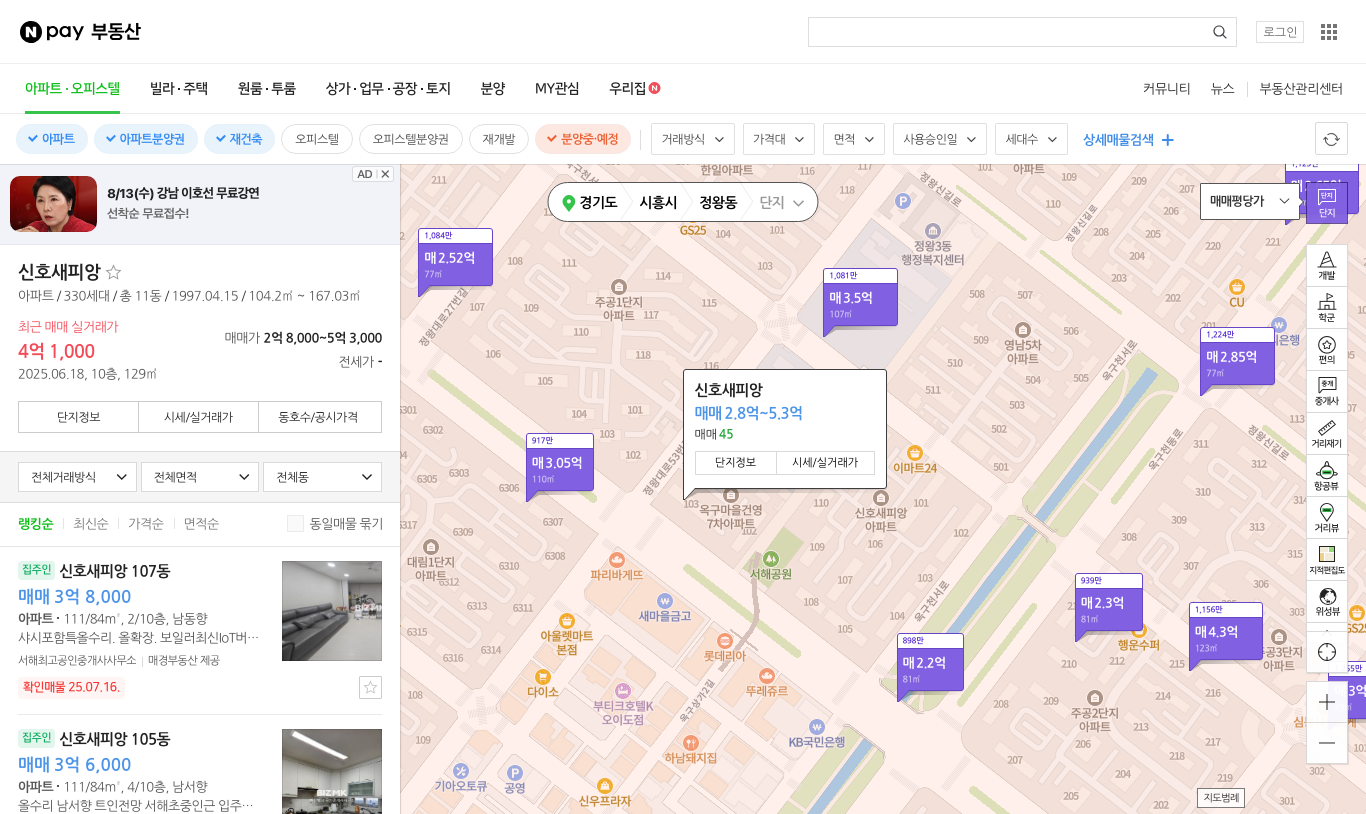 N pay 부동산
로그인
아파트·오피스텔
빌라·주택
원룸·투룸
상가·업무·공장·토지
분양
MY관심
우리집 N
커뮤니티
뉴스
부동산관리센터
아파트
아파트분양권
재건축
오피스텔
오피스텔분양권
재개발
분양중·예정
거래방식
가격대
면적
사용승인일
세대수
상세매물검색
AD
8/13(수) 강남 이호선 무료강연
선착순 무료접수!
신호새피앙
아파트 / 330세대 / 총 11동 / 1997.04.15 / 104.2㎡ ~ 167.03㎡
최근 매매 실거래가
4억 1,000
2025.06.18, 10층, 129㎡
매매가 2억 8,000~5억 3,000
전세가 -
단지정보
시세/실거래가
동호수/공시가격
전체거래방식
전체면적
전체동
랭킹순
최신순
가격순
면적순
동일매물 묶기
집주인 신호새피앙 107동
매매 3억 8,000
아파트 · 111/84㎡, 2/10층, 남동향
샤시포함특올수리. 올확장. 보일러최신IoT버…
서해최고공인중개사사무소
매경부동산 제공
확인매물 25.07.16.
BIZMK
집주인 신호새피앙 105동
매매 3억 6,000
아파트 · 111/84㎡, 4/10층, 남서향
올수리 남서향 트인전망 서해초중인근 입주…
BIZMK
경기도
시흥시
정왕동
단지
매매평당가
단지
개발
학군
편의
중개
중개사
거리재기
항공뷰
거리뷰
지적편집도
위성뷰
지도범례
1,084만
매 2.52억
77㎡
1,081만
매 3.5억
107㎡
1,224만
매 2.85억
77㎡
917만
매 3.05억
110㎡
939만
매 2.3억
81㎡
1,156만
매 4.3억
123㎡
898만
매 2.2억
81㎡
신호새피앙
매매 2.8억~5.3억
매매 45
단지정보
시세/실거래가
한일아파트
아파트
GS25
정왕3동
행정복지센터
주공1단지
아파트
영남5차
아파트
CU
이마트24
옥구마을건영
7차아파트
신호새피앙
아파트
대림1단지
아파트
파리바게뜨
서해공원
새마을금고
아울렛마트
본점
롯데리아
다이소
뚜레쥬르
부티크호텔K
오이도점
하남돼지집
KB국민은행
기아오토큐
공영
신우프라자
주공2단지
아파트
행운수퍼
아파트
GS25
정왕대로27번길
정왕대로53번
옥구천서로
옥구천동로
정왕신길로
옥구상가2길